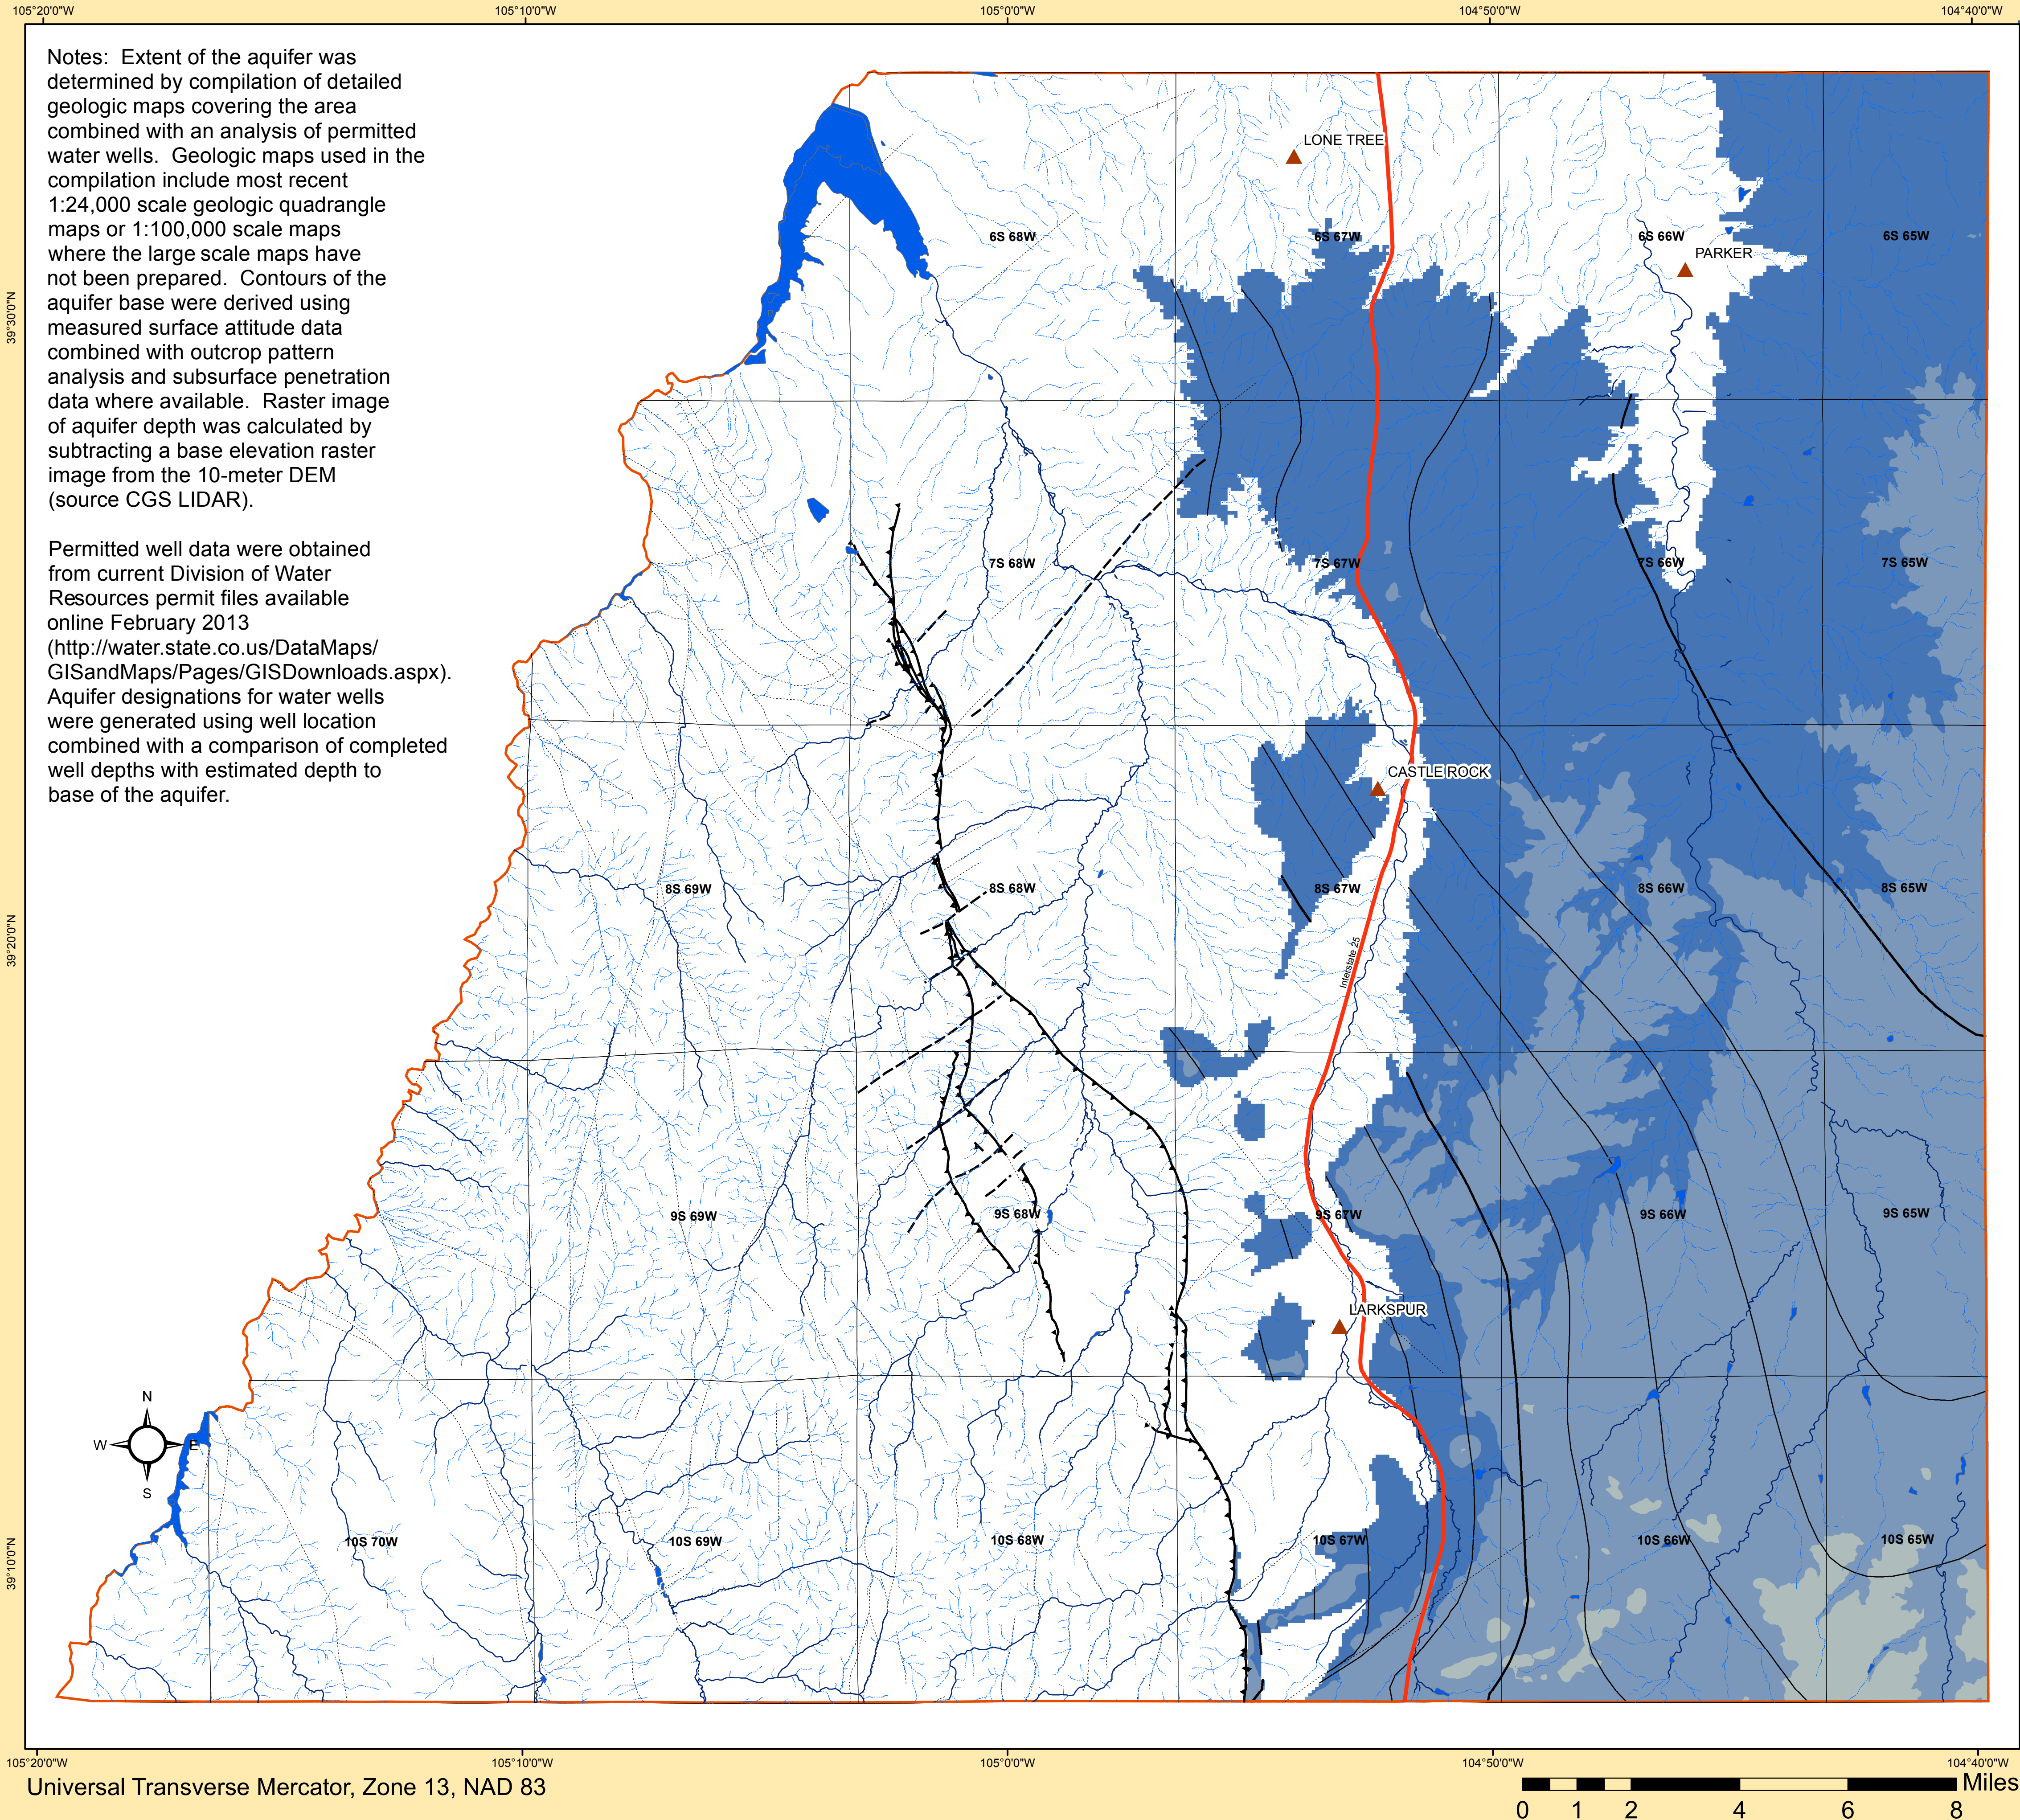 105°20'0"W 105°10'0"W 105°0'0"W 104°50'0"W 104°40'0"W
Notes:  Extent of the aquifer was
determined by compilation of detailed
geologic maps covering the area
combined with an analysis of permitted
water wells.  Geologic maps used in the
compilation include most recent
1:24,000 scale geologic quadrangle
maps or 1:100,000 scale maps
where the large scale maps have
not been prepared.  Contours of the
aquifer base were derived using
measured surface attitude data
combined with outcrop pattern
analysis and subsurface penetration
data where available.  Raster image
of aquifer depth was calculated by
subtracting a base elevation raster
image from the 10-meter DEM
(source CGS LIDAR).
Permitted well data were obtained
from current Division of Water
Resources permit files available
online February 2013
(http://water.state.co.us/DataMaps/
GISandMaps/Pages/GISDownloads.aspx).
Aquifer designations for water wells
were generated using well location
combined with a comparison of completed
well depths with estimated depth to
base of the aquifer.
LONE TREE
6S 68W 6S 67W 6S 66W 6S 65W
PARKER
39°30'0"N
7S 68W 7S 67W 7S 66W 7S 65W
CASTLE ROCK
8S 69W 8S 68W 8S 67W 8S 66W 8S 65W
39°20'0"N
Interstate 25
9S 69W 9S 68W 9S 67W 9S 66W 9S 65W
LARKSPUR
N
W E
S
39°10'0"N
10S 70W 10S 69W 10S 68W 10S 67W 10S 66W 10S 65W
105°20'0"W 105°10'0"W 105°0'0"W 104°50'0"W 104°40'0"W
Universal Transverse Mercator, Zone 13, NAD 83
Miles
0 1 2 4 6 8